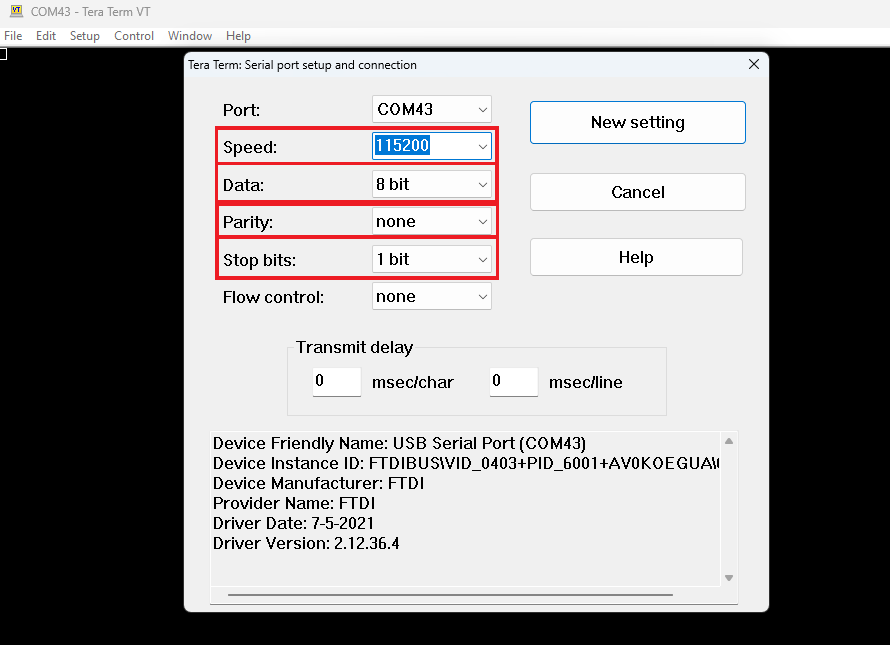 VT COM43 - Tera Term VT
File Edit Setup Control Window Help
Tera Term: Serial port setup and connection
Port: COM43 New setting
Speed: 115200
Data: 8 bit Cancel
Parity: none
Stop bits: 1 bit Help
Flow control: none
Transmit delay
0 msec/char 0 msec/line
Device Friendly Name: USB Serial Port (COM43)
Device Instance ID: FTDIBUS\VID_0403+PID_6001+AV0KOEGUA\
Device Manufacturer: FTDI
Provider Name: FTDI
Driver Date: 7-5-2021
Driver Version: 2.12.36.4